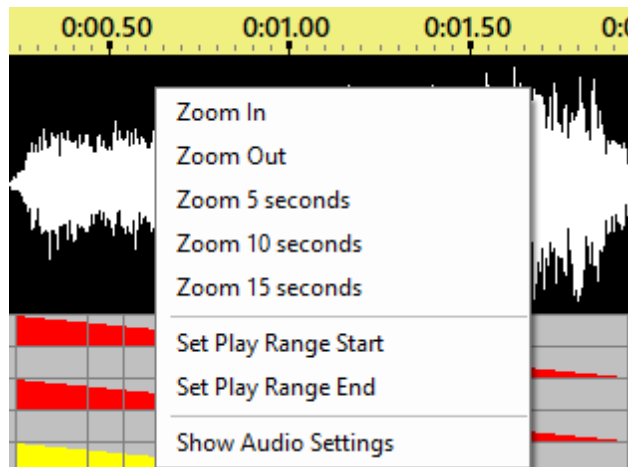 0:00.50 0:01.00 0:01.50
Zoom In
Zoom Out
Zoom 5 seconds
Zoom 10 seconds
Zoom 15 seconds
Set Play Range Start
Set Play Range End
Show Audio Settings